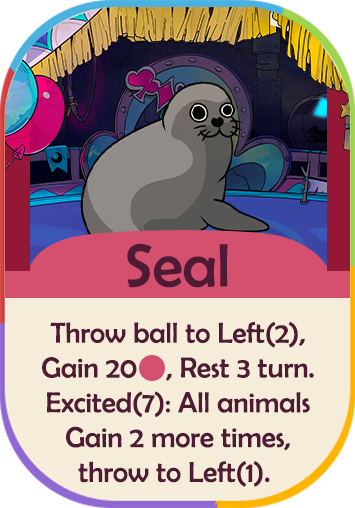 Seal
Throw ball to Left(2),
Gain 20, Rest 3 turn.
Excited(7): All animals
Gain 2 more times,
throw to Left(1).